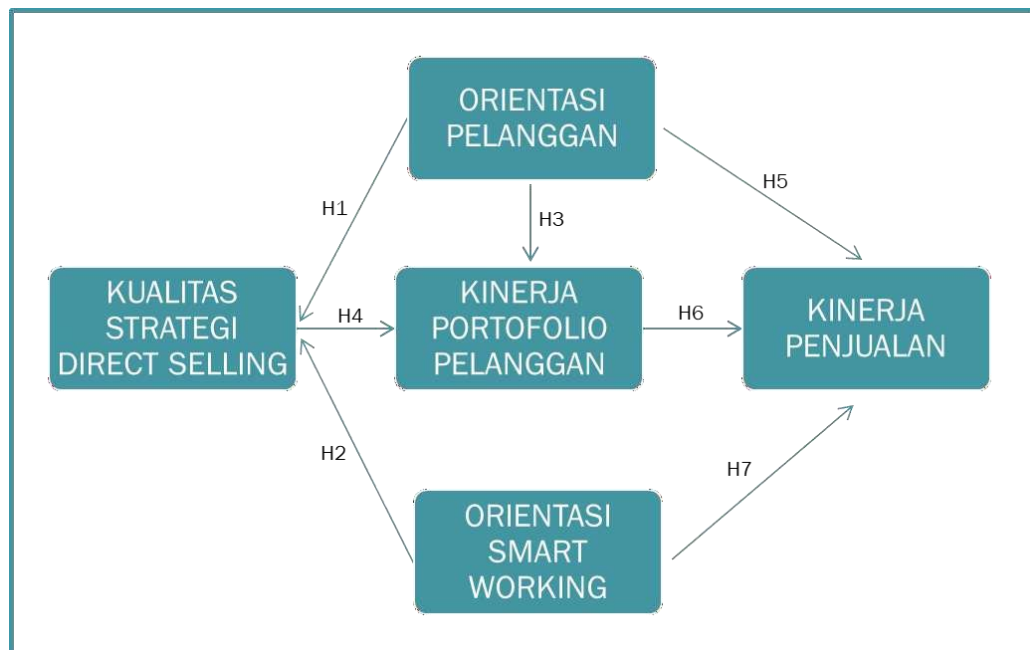 ORIENTASI
PELANGGAN
H1
H3
H5
KUALITAS
STRATEGI
DIRECT SELLING
H4
KINERJA
PORTOFOLIO
PELANGGAN
H6
KINERJA
PENJUALAN
H2
H7
ORIENTASI
SMART
WORKING